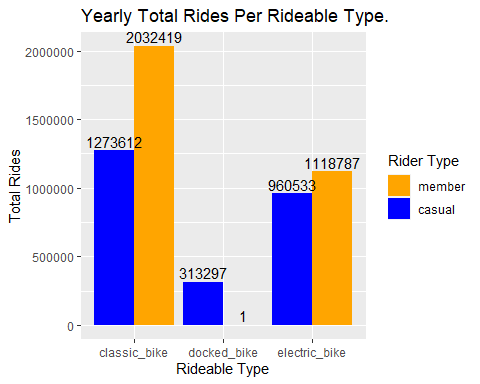 Yearly Total Rides Per Rideable Type.
2032419
2000000
1500000
1273612
1118787
1000000
960533
500000
313297
1
0
Total Rides
classic_bike docked_bike electric_bike
Rideable Type
Rider Type
member
casual